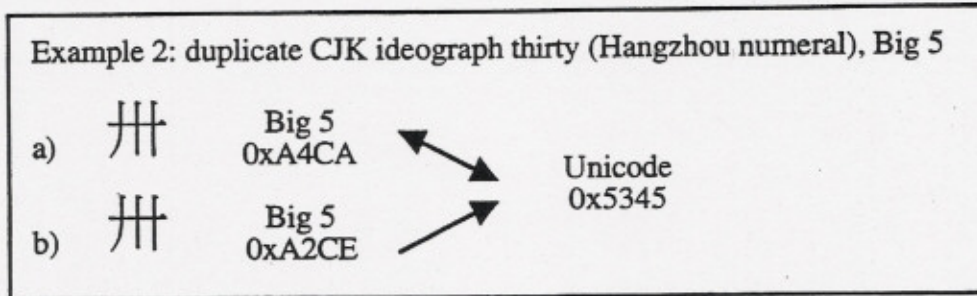 Example 2: duplicate CJK ideograph thirty (Hangzhou numeral), Big 5
a) 卅 Big 5
0xA4CA
Unicode
0x5345
b) 卅 Big 5
0xA2CE